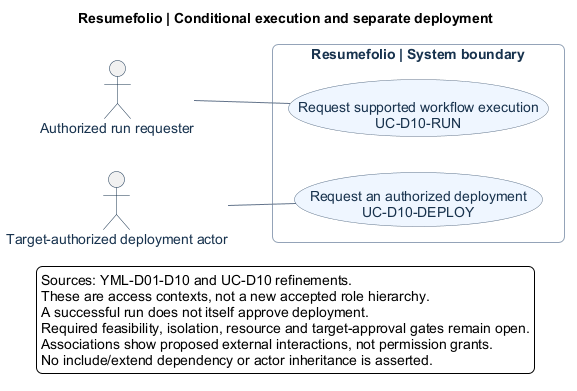 Resumefolio | Conditional execution and separate deployment
Resumefolio | System boundary
Request supported workflow execution
UC-D10-RUN
Authorized run requester
Request an authorized deployment
UC-D10-DEPLOY
Target-authorized deployment actor
Sources: YML-D01-D10 and UC-D10 refinements.
These are access contexts, not a new accepted role hierarchy.
A successful run does not itself approve deployment.
Required feasibility, isolation, resource and target-approval gates remain open.
Associations show proposed external interactions, not permission grants.
No include/extend dependency or actor inheritance is asserted.